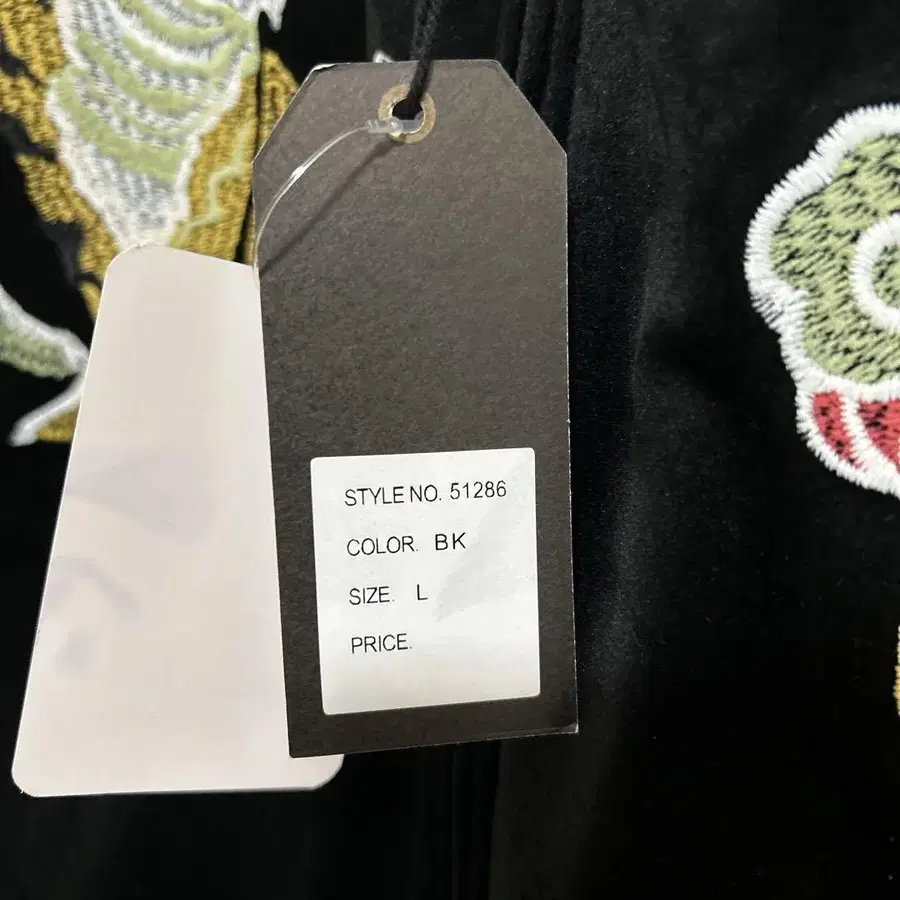 STYLE NO. 51286
COLOR. BK
SIZE. L
PRICE.